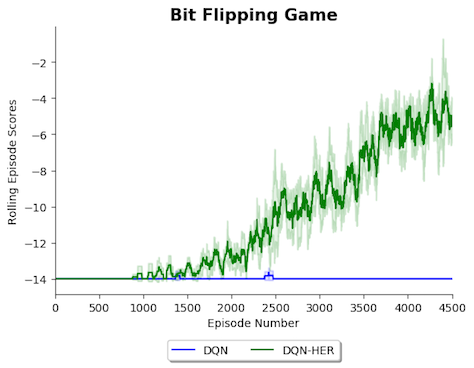 Bit Flipping Game
Rolling Episode Scores
−2
−4
−6
−8
−10
−12
−14
0 500 1000 1500 2000 2500 3000 3500 4000 4500
Episode Number
DQN DQN-HER